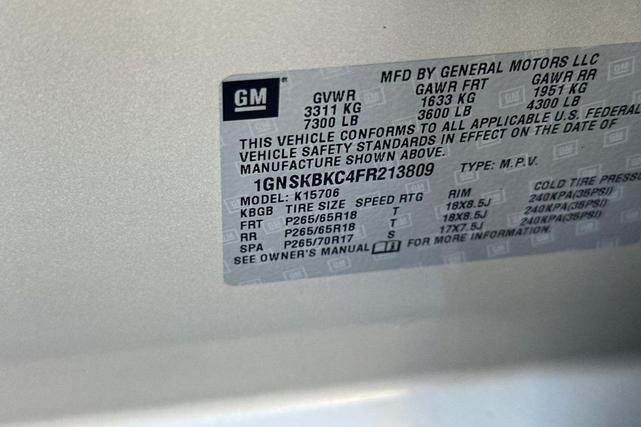 GM
MFD BY GENERAL MOTORS LLC
GVWR GAWR FRT GAWR RR
3311 KG 1633 KG 1951 KG
7300 LB 3600 LB 4300 LB
THIS VEHICLE CONFORMS TO ALL APPLICABLE U.S. FEDERAL
VEHICLE SAFETY STANDARDS IN EFFECT ON THE DATE OF
MANUFACTURE SHOWN ABOVE.
1GNSKBKC4FR213809 TYPE: M.P.V.
MODEL: K15706
KBGB TIRE SIZE SPEED RTG RIM COLD TIRE PRESSURE
FRT P265/65R18 T 18X8.5J 240KPA(35PSI)
RR P265/65R18 T 18X8.5J 240KPA(35PSI)
SPA P265/70R17 S 17X7.5J 240KPA(35PSI)
SEE OWNER'S MANUAL FOR MORE INFORMATION.